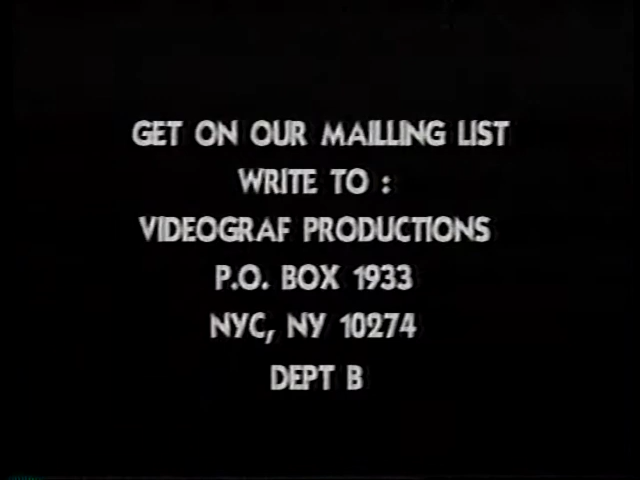 GET ON OUR MAILLING LIST
WRITE TO :
VIDEOGRAF PRODUCTIONS
P.O. BOX 1933
NYC, NY 10274
DEPT B